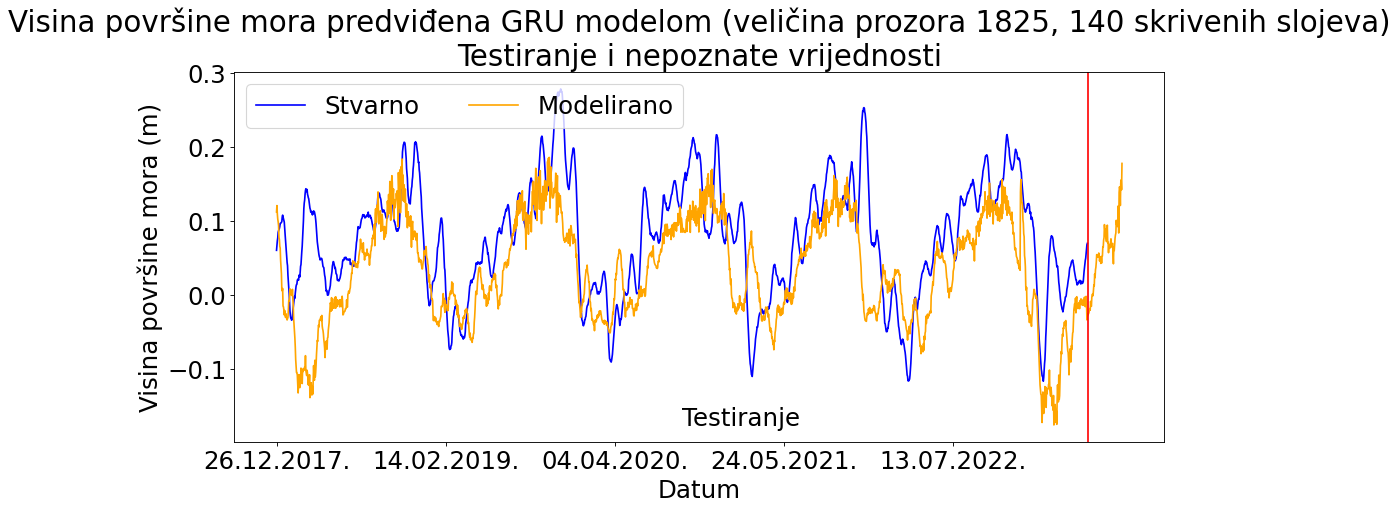 Visina površine mora predviđena GRU modelom (veličina prozora 1825, 140 skrivenih slojeva)
Testiranje i nepoznate vrijednosti
Stvarno
Modelirano
Visina površine mora (m)
0.3
0.2
0.1
0.0
−0.1
Testiranje
26.12.2017.
14.02.2019.
04.04.2020.
24.05.2021.
13.07.2022.
Datum